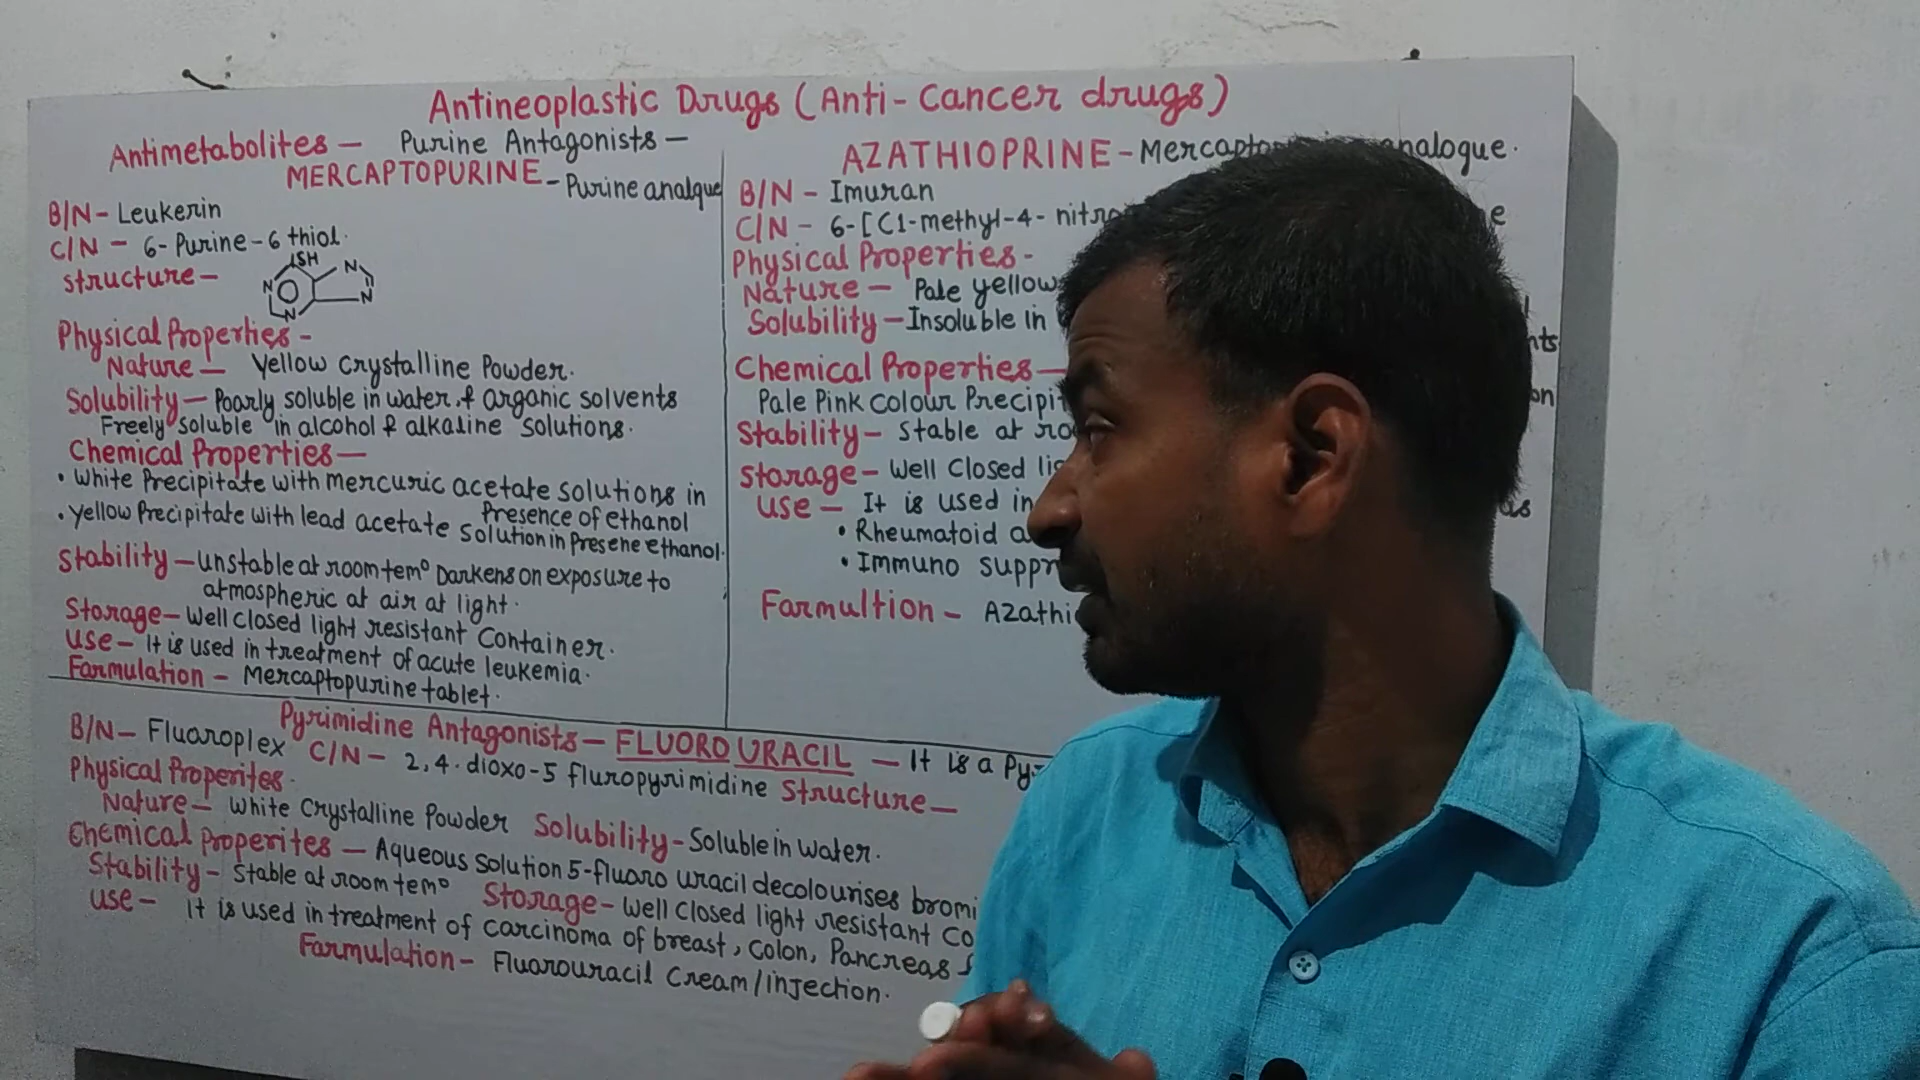 Antineoplastic Drugs (Anti-Cancer drugs)
Antimetabolites — Purine Antagonists —
MERCAPTOPURINE - Purine analque
B/N - Leukerin
C/N - 6-Purine-6 thiol.
Structure —
SH
N
N
N
N
Physical Properties -
Nature — Yellow Crystalline Powder.
Solubility — Poorly soluble in water & organic solvents
Freely soluble in alcohol & alkaline solutions.
Chemical Properties —
• White Precipitate with mercuric acetate solutions in
Presence of ethanol
• Yellow Precipitate with lead acetate solution in Presene ethanol.
Stability — Unstable at room tem° Darkens on exposure to
atmospheric at air at light.
Storage — Well closed light resistant Container.
Use — It is used in treatment of acute leukemia.
Farmulation - Mercaptopurine tablet.
AZATHIOPRINE - analogue.
B/N - Imuran
C/N - 6-[C1-methyl-4-
Physical Properties -
Nature — Pale yellow
Solubility — Insoluble in
Chemical Properties —
Pale Pink Colour
Stability — Stable at
Storage - Well Closed
Use — It is used in
• Rheumatoid
• Immuno
Farmultion -
Pyrimidine Antagonists — FLUORO URACIL — It is a
B/N — Fluaroplex C/N — 2,4.dioxo-5 fluropyrimidine Structure —
Physical Properites.
Nature — White Crystalline Powder Solubility - Soluble in Water.
Chemical Properites — Aqueous Solution 5-fluoro uracil decolourises
Stability - Stable at room tem° Storage - Well Closed light resistant
Use — It is used in treatment of Carcinoma of breast, Colon, Pancreas
Farmulation - Fluarouracil Cream/injection.